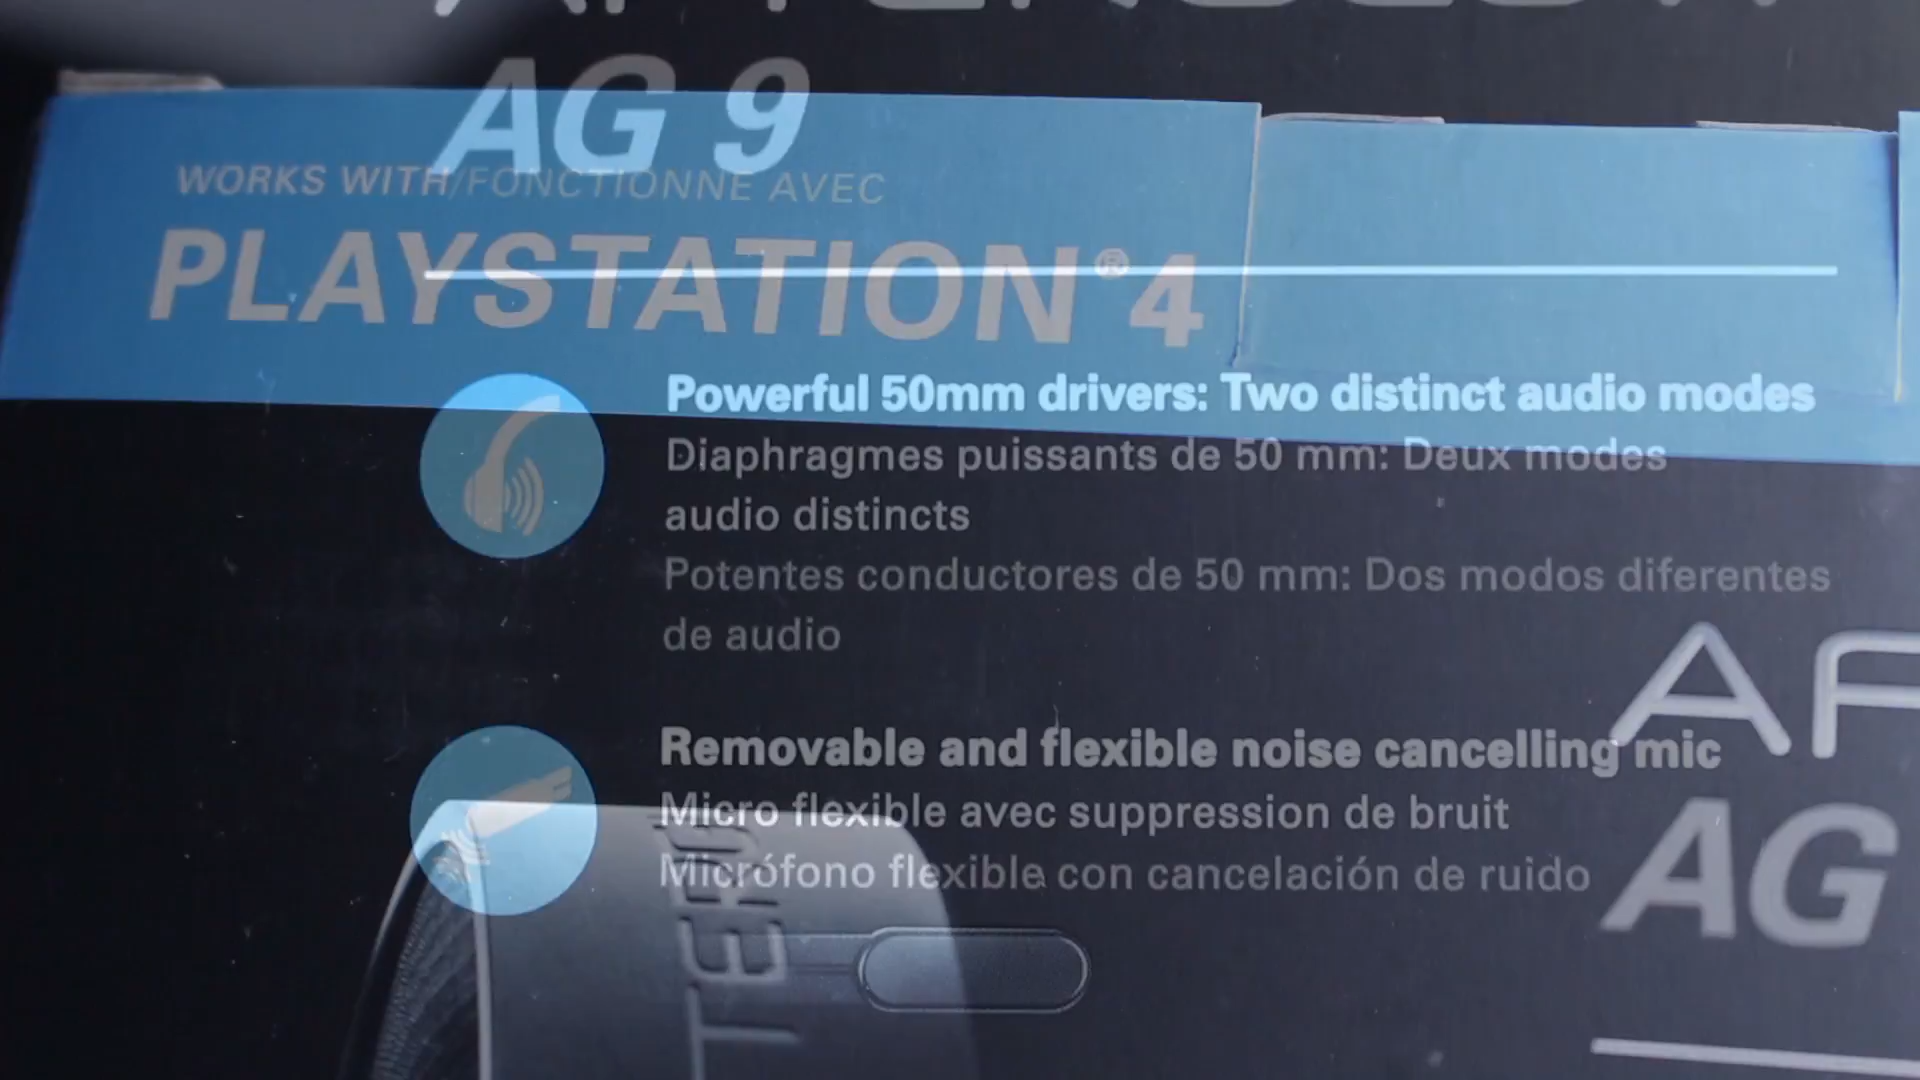 AG 9
WORKS WITH/FONCTIONNE AVEC
PLAYSTATION®4
Powerful 50mm drivers: Two distinct audio modes
Diaphragmes puissants de 50 mm: Deux modes
audio distincts
Potentes conductores de 50 mm: Dos modos diferentes
de audio
Removable and flexible noise cancelling mic
Micro flexible avec suppression de bruit
Micrófono flexible con cancelación de ruido
AF
AG